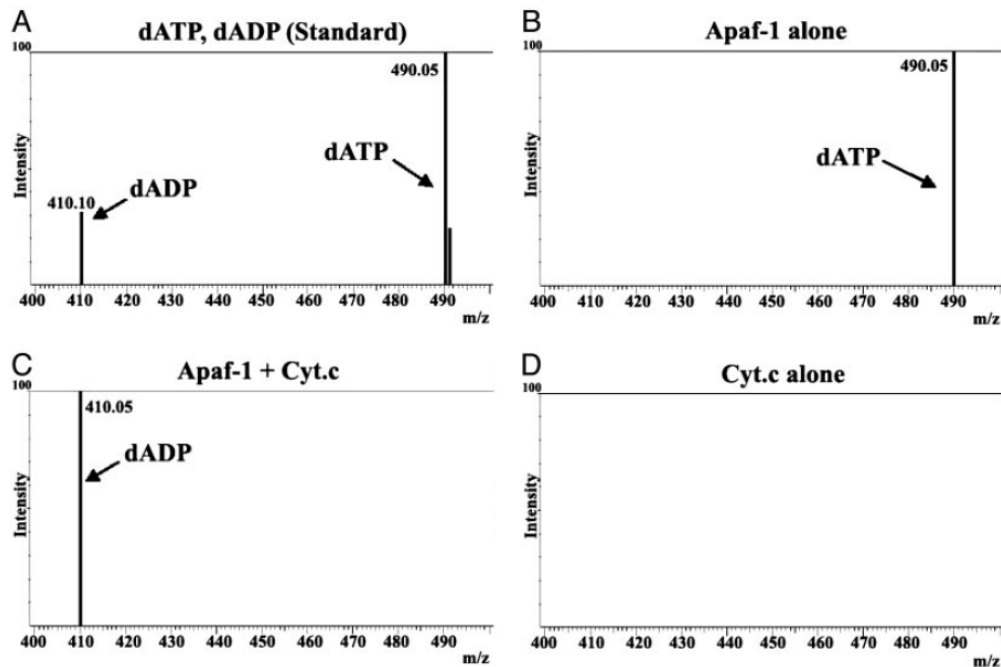 A
dATP, dADP (Standard)
100
490.05
dATP
dADP
410.10
Intensity
400 410 420 430 440 450 460 470 480 490
m/z
B
Apaf-1 alone
100
490.05
dATP
Intensity
400 410 420 430 440 450 460 470 480 490
m/z
C
Apaf-1 + Cyt.c
100
410.05
dADP
Intensity
400 410 420 430 440 450 460 470 480 490
m/z
D
Cyt.c alone
100
Intensity
400 410 420 430 440 450 460 470 480 490
m/z